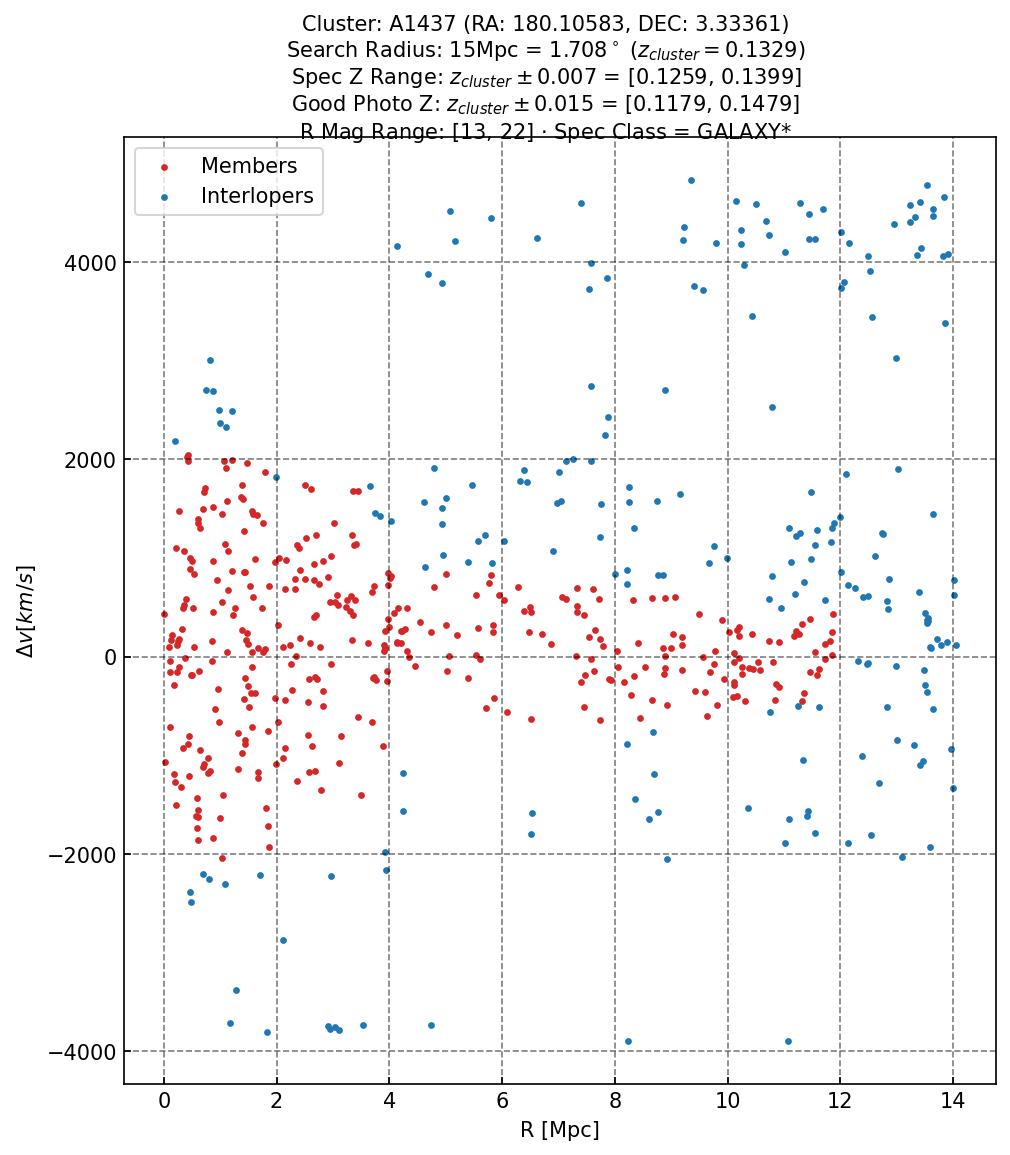 Cluster: A1437 (RA: 180.10583, DEC: 3.33361)
Search Radius: 15Mpc = 1.708° (z_cluster = 0.1329)
Spec Z Range: z_cluster ± 0.007 = [0.1259, 0.1399]
Good Photo Z: z_cluster ± 0.015 = [0.1179, 0.1479]
R Mag Range: [13, 22] · Spec Class = GALAXY*
Members
Interlopers
4000
2000
0
−2000
−4000
Δv[km/s]
0 2 4 6 8 10 12 14
R [Mpc]